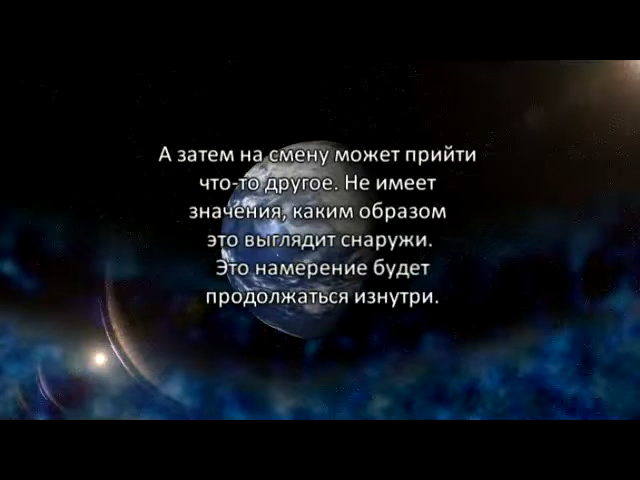 А затем на смену может прийти
что-то другое. Не имеет
значения, каким образом
это выглядит снаружи.
Это намерение будет
продолжаться изнутри.